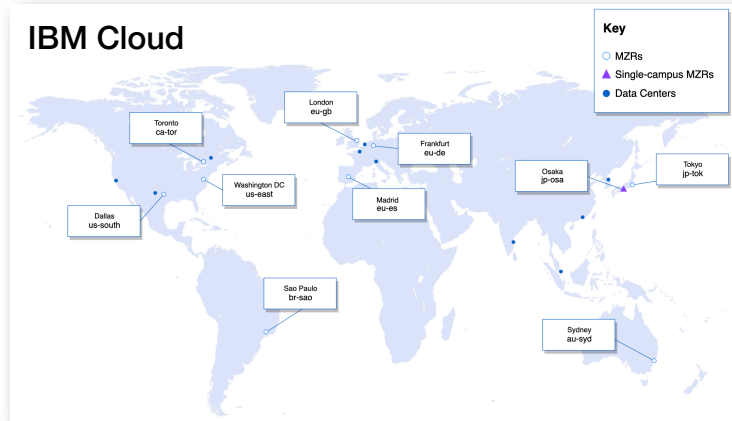 IBM Cloud
Key
MZRs
Single-campus MZRs
Data Centers
London
eu-gb
Toronto
ca-tor
Frankfurt
eu-de
Osaka
jp-osa
Tokyo
jp-tok
Washington DC
us-east
Madrid
eu-es
Dallas
us-south
Sao Paulo
br-sao
Sydney
au-syd